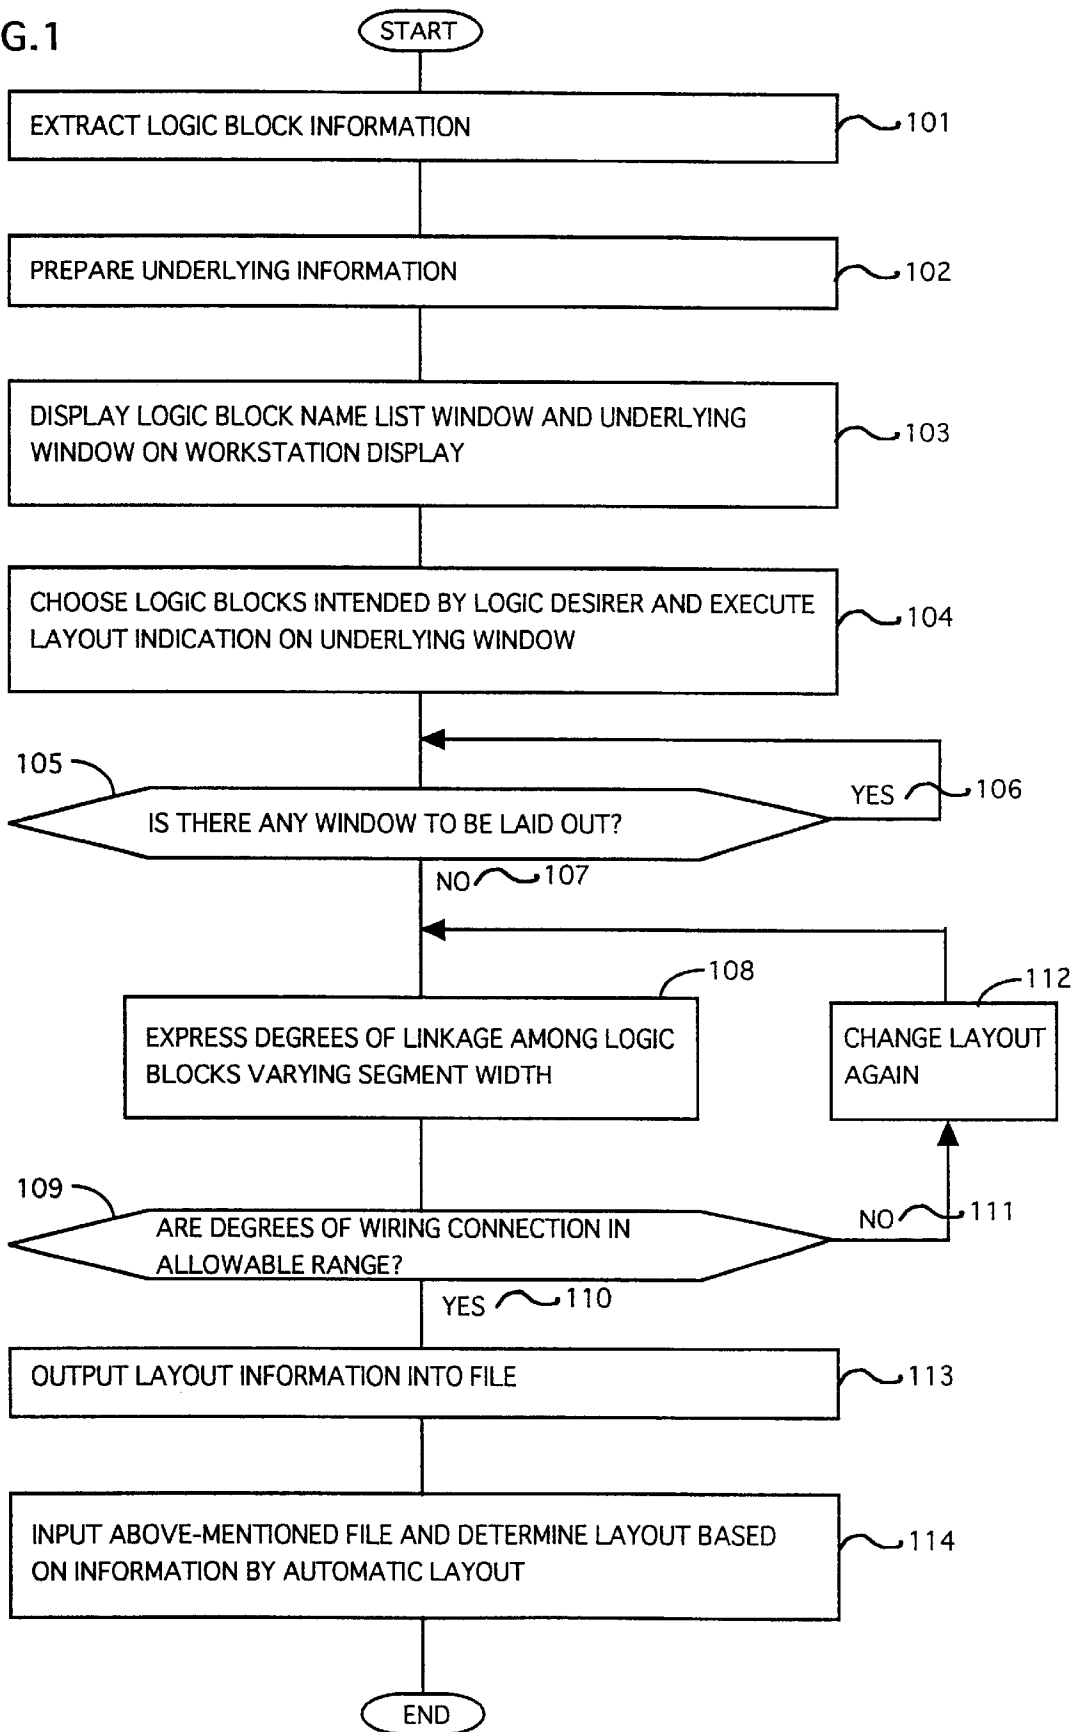 G.1
START
EXTRACT LOGIC BLOCK INFORMATION
101
PREPARE UNDERLYING INFORMATION
102
DISPLAY LOGIC BLOCK NAME LIST WINDOW AND UNDERLYING
WINDOW ON WORKSTATION DISPLAY
103
CHOOSE LOGIC BLOCKS INTENDED BY LOGIC DESIRER AND EXECUTE
LAYOUT INDICATION ON UNDERLYING WINDOW
104
105
IS THERE ANY WINDOW TO BE LAID OUT?
YES
106
NO
107
108
EXPRESS DEGREES OF LINKAGE AMONG LOGIC
BLOCKS VARYING SEGMENT WIDTH
112
CHANGE LAYOUT
AGAIN
109
ARE DEGREES OF WIRING CONNECTION IN
ALLOWABLE RANGE?
NO
111
YES
110
OUTPUT LAYOUT INFORMATION INTO FILE
113
INPUT ABOVE-MENTIONED FILE AND DETERMINE LAYOUT BASED
ON INFORMATION BY AUTOMATIC LAYOUT
114
END